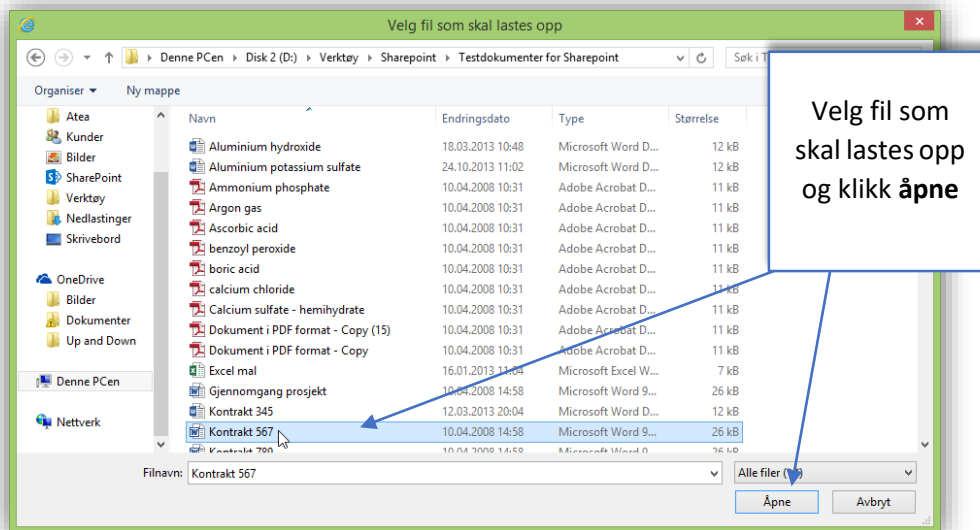 Velg fil som skal lastes opp
Denne PCen Disk 2 (D:) Verktøy Sharepoint Testdokumenter for Sharepoint Søk i
Organiser Ny mappe
Velg fil som
skal lastes opp
og klikk åpne
Atea
Kunder
Bilder
SharePoint
Verktøy
Nedlastinger
Skrivebord
OneDrive
Bilder
Dokumenter
Up and Down
Denne PCen
Nettverk
Navn Endringsdato Type Størrelse
Aluminium hydroxide 18.03.2013 10:48 Microsoft Word D... 12 kB
Aluminium potassium sulfate 24.10.2013 11:02 Microsoft Word D... 12 kB
Ammonium phosphate 10.04.2008 10:31 Adobe Acrobat D... 11 kB
Argon gas 10.04.2008 10:31 Adobe Acrobat D... 11 kB
Ascorbic acid 10.04.2008 10:31 Adobe Acrobat D... 11 kB
benzoyl peroxide 10.04.2008 10:31 Adobe Acrobat D... 11 kB
boric acid 10.04.2008 10:31 Adobe Acrobat D... 11 kB
calcium chloride 10.04.2008 10:31 Adobe Acrobat D... 11 kB
Calcium sulfate - hemihydrate 10.04.2008 10:31 Adobe Acrobat D... 11 kB
Dokument i PDF format - Copy (15) 10.04.2008 10:31 Adobe Acrobat D... 11 kB
Dokument i PDF format - Copy 10.04.2008 10:31 Adobe Acrobat D... 11 kB
Excel mal 16.01.2013 11:04 Microsoft Excel W... 7 kB
Gjennomgang prosjekt 10.04.2008 14:58 Microsoft Word 9... 26 kB
Kontrakt 345 12.03.2013 20:04 Microsoft Word D... 12 kB
Kontrakt 567 10.04.2008 14:58 Microsoft Word 9... 26 kB
Kontrakt 789 10.04.2008 14:58 Microsoft Word 9... 26 kB
Filnavn: Kontrakt 567 Alle filer
Åpne Avbryt